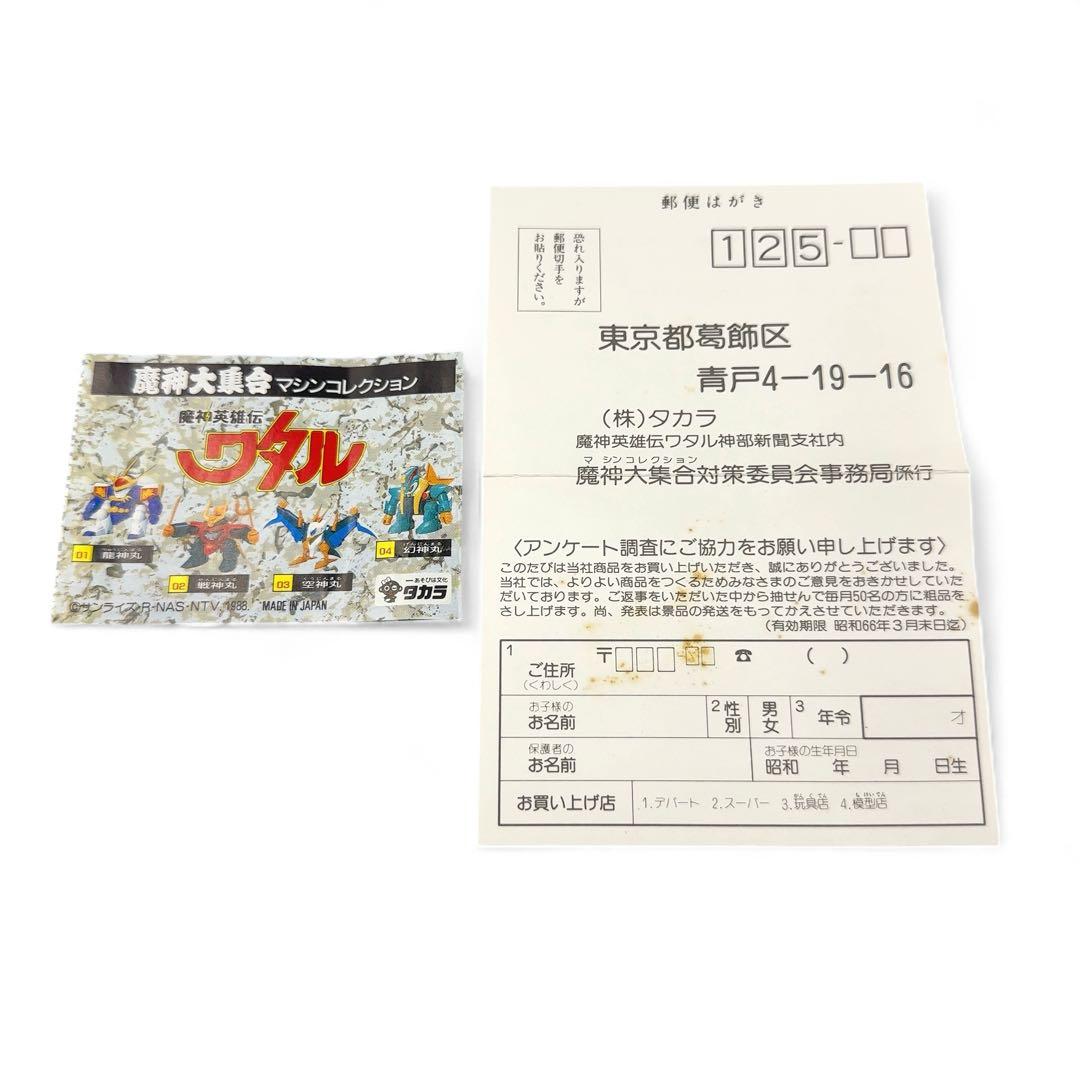 魔神大集合 マシンコレクション
魔神英雄伝
ワタル
01 龍神丸
02 戦神丸
03 空神丸
04 幻神丸
一あそびは文化
タカラ
©サンライズ・R・NAS・NTV, 1988. MADE IN JAPAN
郵便はがき
恐れ入りますが
郵便切手を
お貼りください。
125-
東京都葛飾区
青戸4-19-16
(株)タカラ
魔神英雄伝ワタル神部新聞支社内
マシンコレクション
魔神大集合対策委員会事務局係行
〈アンケート調査にご協力をお願い申し上げます〉
このたびは当社商品をお買い上げいただき、誠にありがとうございました。
当社では、よりよい商品をつくるためみなさまのご意見をおきかせしていた
だいております。ご返事をいただいた中から抽せんで毎月50名の方に粗品を
さし上げます。尚、発表は景品の発送をもってかえさせていただきます。
(有効期限 昭和66年3月末日迄)
1 ご住所 〒 ☎ ( )
(くわしく)
お子様の
お名前
2 性別 男 女
3 年令 才
保護者の
お名前
お子様の生年月日
昭和 年 月 日生
お買い上げ店 1.デパート 2.スーパー 3.玩具店 4.模型店